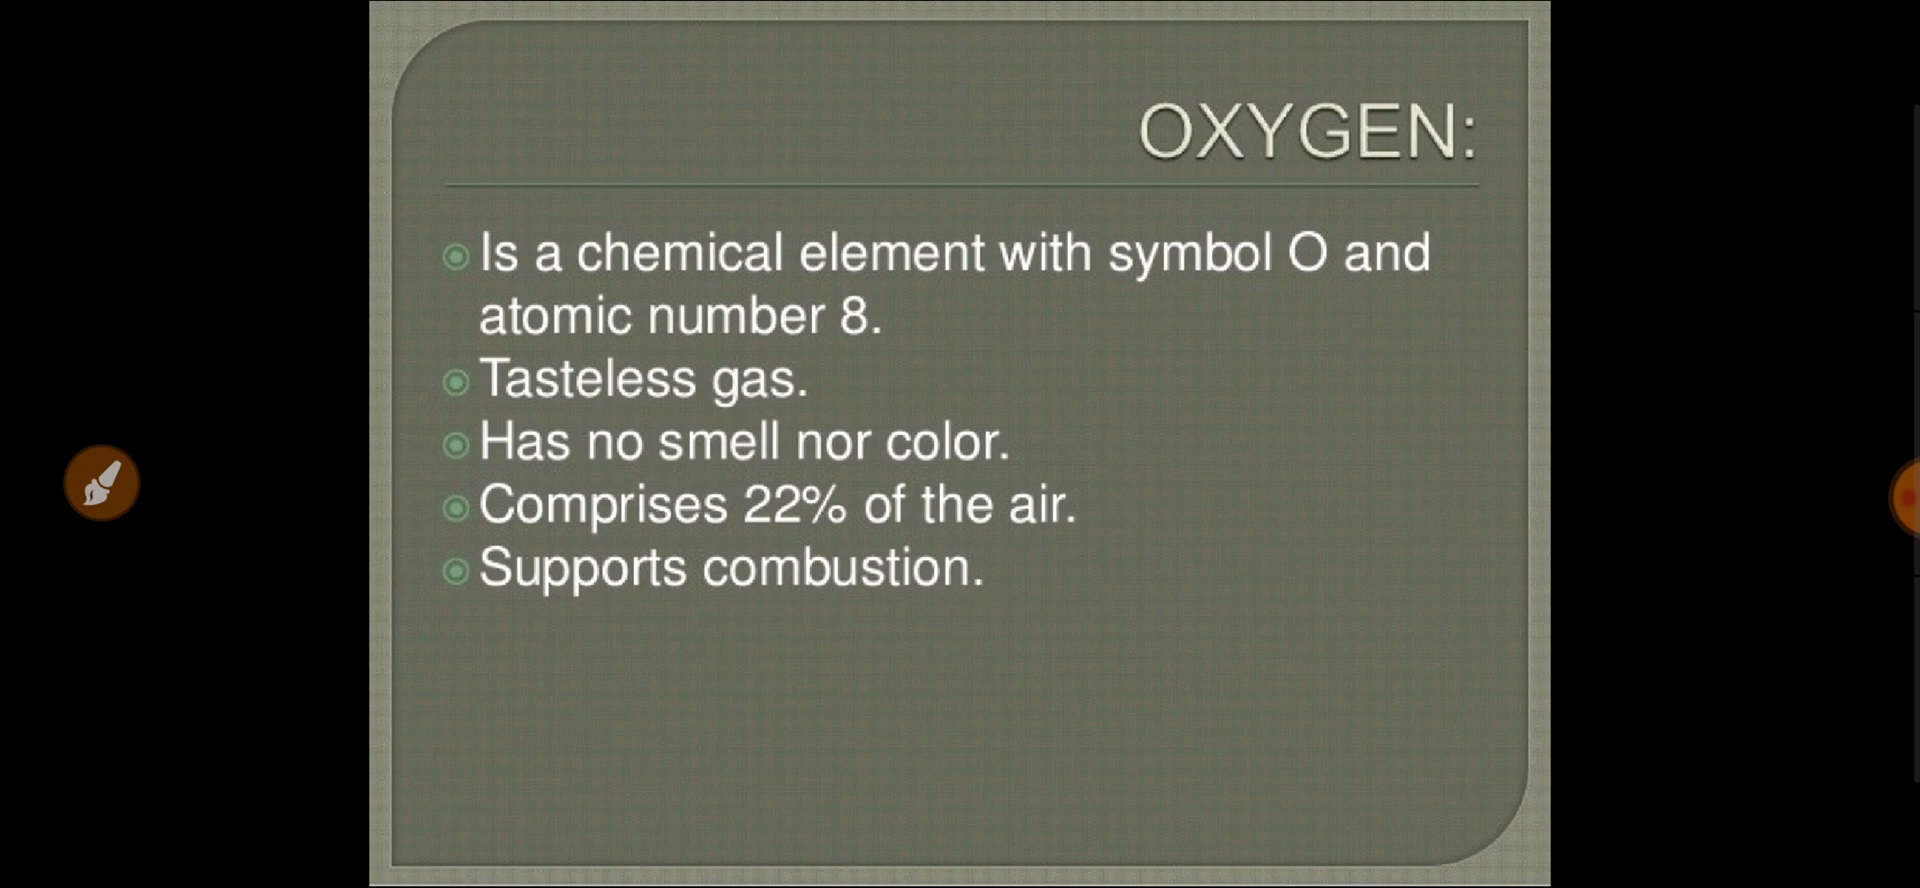 OXYGEN:
Is a chemical element with symbol O and
atomic number 8.
Tasteless gas.
Has no smell nor color.
Comprises 22% of the air.
Supports combustion.